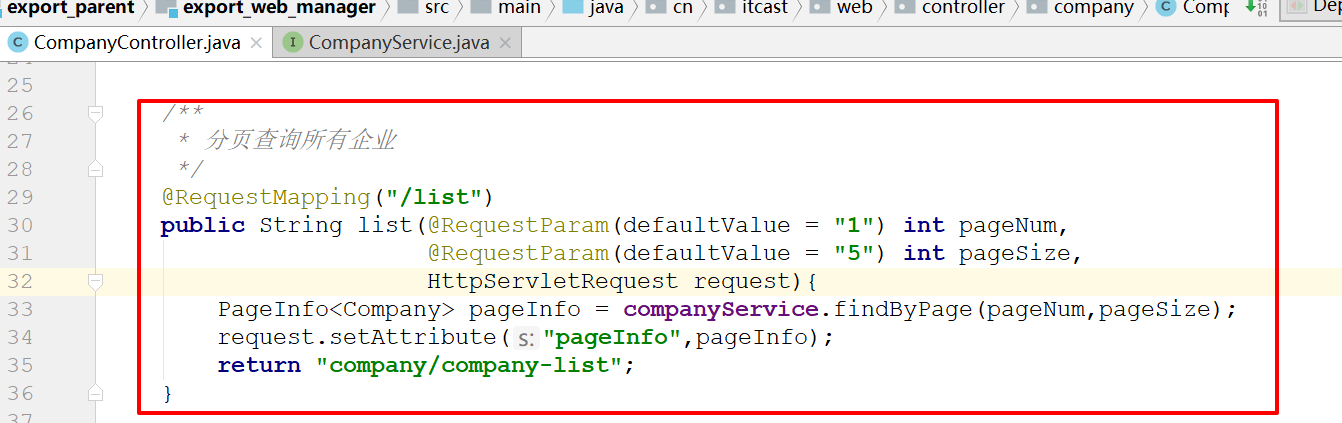 export_parent export_web_manager src main java cn itcast web controller company
CompanyController.java CompanyService.java
25
26 /**
27 * 分页查询所有企业
28 */
29 @RequestMapping("/list")
30 public String list(@RequestParam(defaultValue = "1") int pageNum,
31 @RequestParam(defaultValue = "5") int pageSize,
32 HttpServletRequest request){
33 PageInfo<Company> pageInfo = companyService.findByPage(pageNum,pageSize);
34 request.setAttribute( s: "pageInfo",pageInfo);
35 return "company/company-list";
36 }